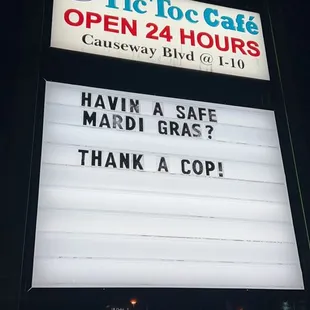 Tic Toc Café
OPEN 24 HOURS
Causeway Blvd @ I-10
HAVIN A SAFE
MARDI GRAS?
THANK A COP!